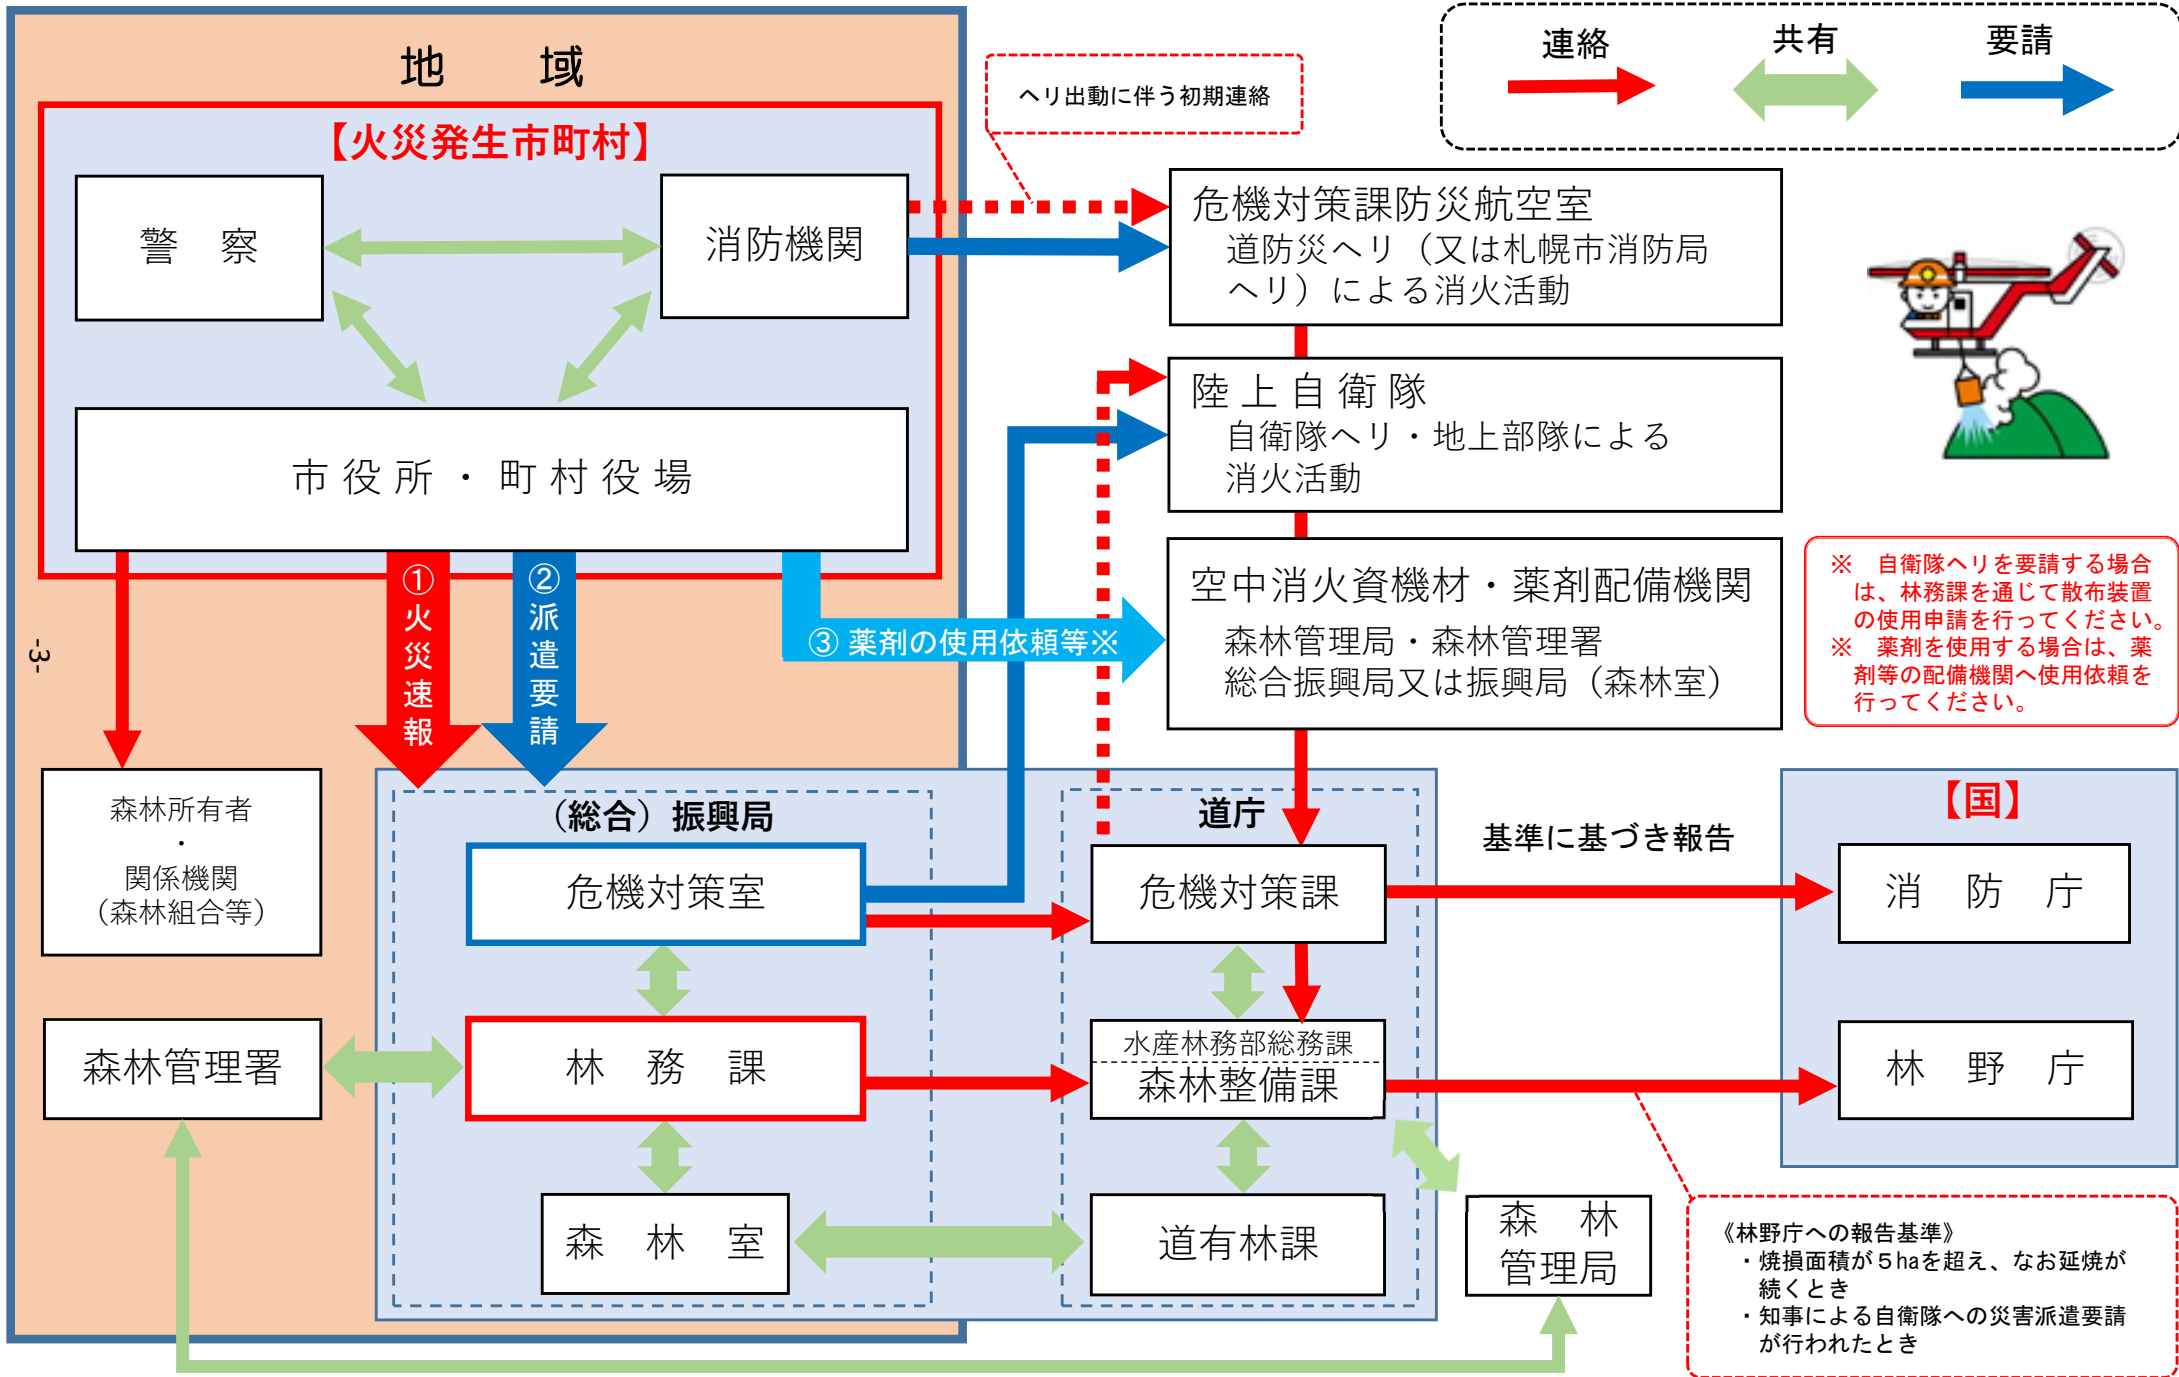 地　域
【火災発生市町村】
警　察
消防機関
市役所・町村役場
ヘリ出動に伴う初期連絡
連絡
共有
要請
危機対策課防災航空室
道防災ヘリ（又は札幌市消防局
ヘリ）による消火活動
陸上自衛隊
自衛隊ヘリ・地上部隊による
消火活動
空中消火資機材・薬剤配備機関
森林管理局・森林管理署
総合振興局又は振興局（森林室）
※　自衛隊ヘリを要請する場合
は、林務課を通じて散布装置
の使用申請を行ってください。
※　薬剤を使用する場合は、薬
剤等の配備機関へ使用依頼を
行ってください。
①火災速報
②派遣要請
③薬剤の使用依頼等※
-3-
森林所有者
・
関係機関
（森林組合等）
森林管理署
（総合）振興局
危機対策室
林　務　課
森　林　室
道庁
危機対策課
水産林務部総務課
森林整備課
道有林課
基準に基づき報告
【国】
消　防　庁
林　野　庁
森　林
管理局
《林野庁への報告基準》
・焼損面積が５haを超え、なお延焼が
続くとき
・知事による自衛隊への災害派遣要請
が行われたとき